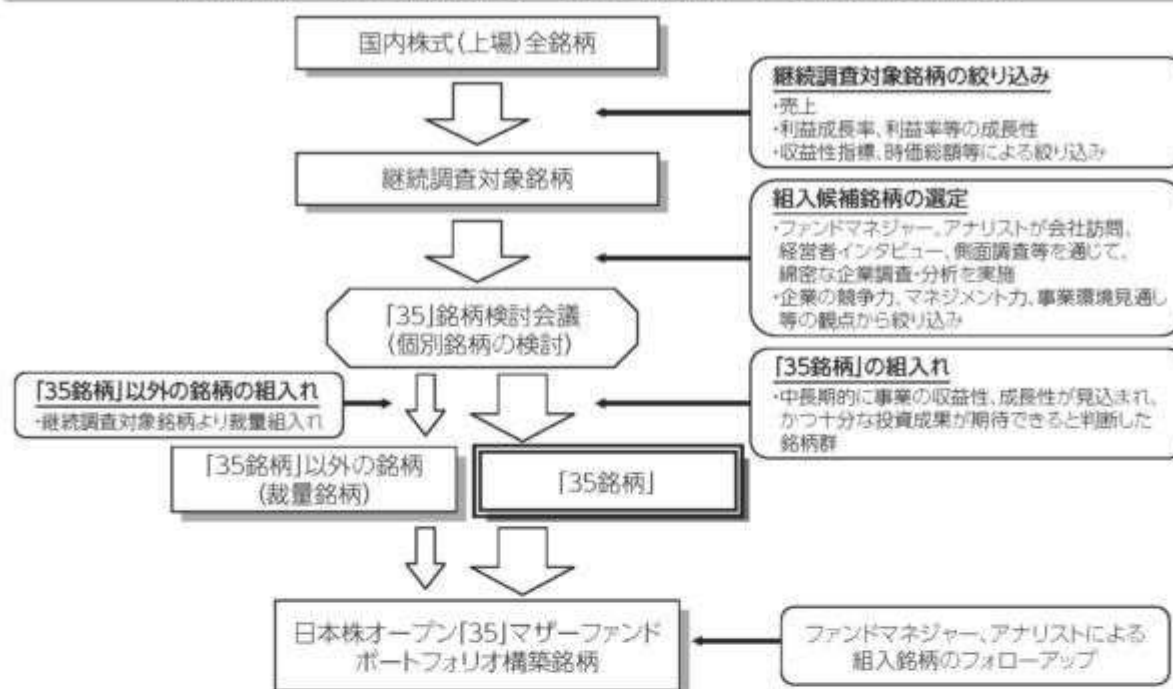 国内株式(上場)全銘柄
継続調査対象銘柄の絞り込み
・売上
・利益成長率、利益率等の成長性
・収益性指標、時価総額等による絞り込み
継続調査対象銘柄
組入候補銘柄の選定
・ファンドマネジャー、アナリストが会社訪問、
経営者インタビュー、側面調査等を通じて、
綿密な企業調査・分析を実施
・企業の競争力、マネジメント力、事業環境見通し
等の観点から絞り込み
「35」銘柄検討会議
(個別銘柄の検討)
「35銘柄」以外の銘柄の組入れ
・継続調査対象銘柄より裁量組入れ
「35銘柄」の組入れ
・中長期的に事業の収益性、成長性が見込まれ、
かつ十分な投資成果が期待できると判断した
銘柄群
「35銘柄」以外の銘柄
(裁量銘柄)
「35銘柄」
日本株オープン「35」マザーファンド
ポートフォリオ構築銘柄
ファンドマネジャー、アナリストによる
組入銘柄のフォローアップ